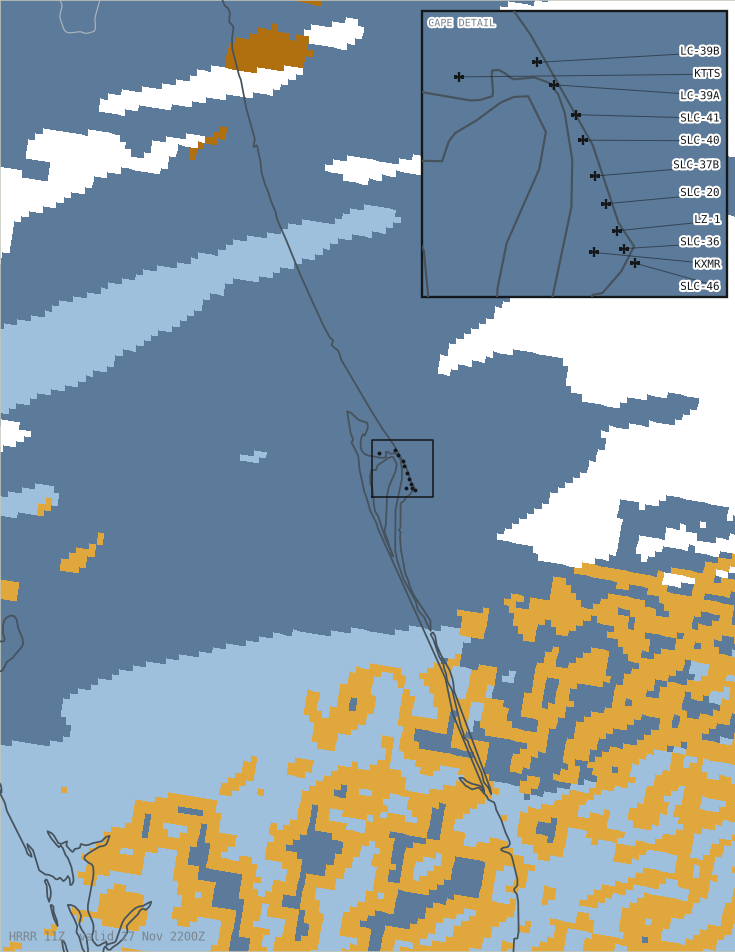 CAPE DETAIL
LC-39B
KTTS
LC-39A
SLC-41
SLC-40
SLC-37B
SLC-20
LZ-1
SLC-36
KXMR
SLC-46
HRRR 11Z valid 27 Nov 2200Z